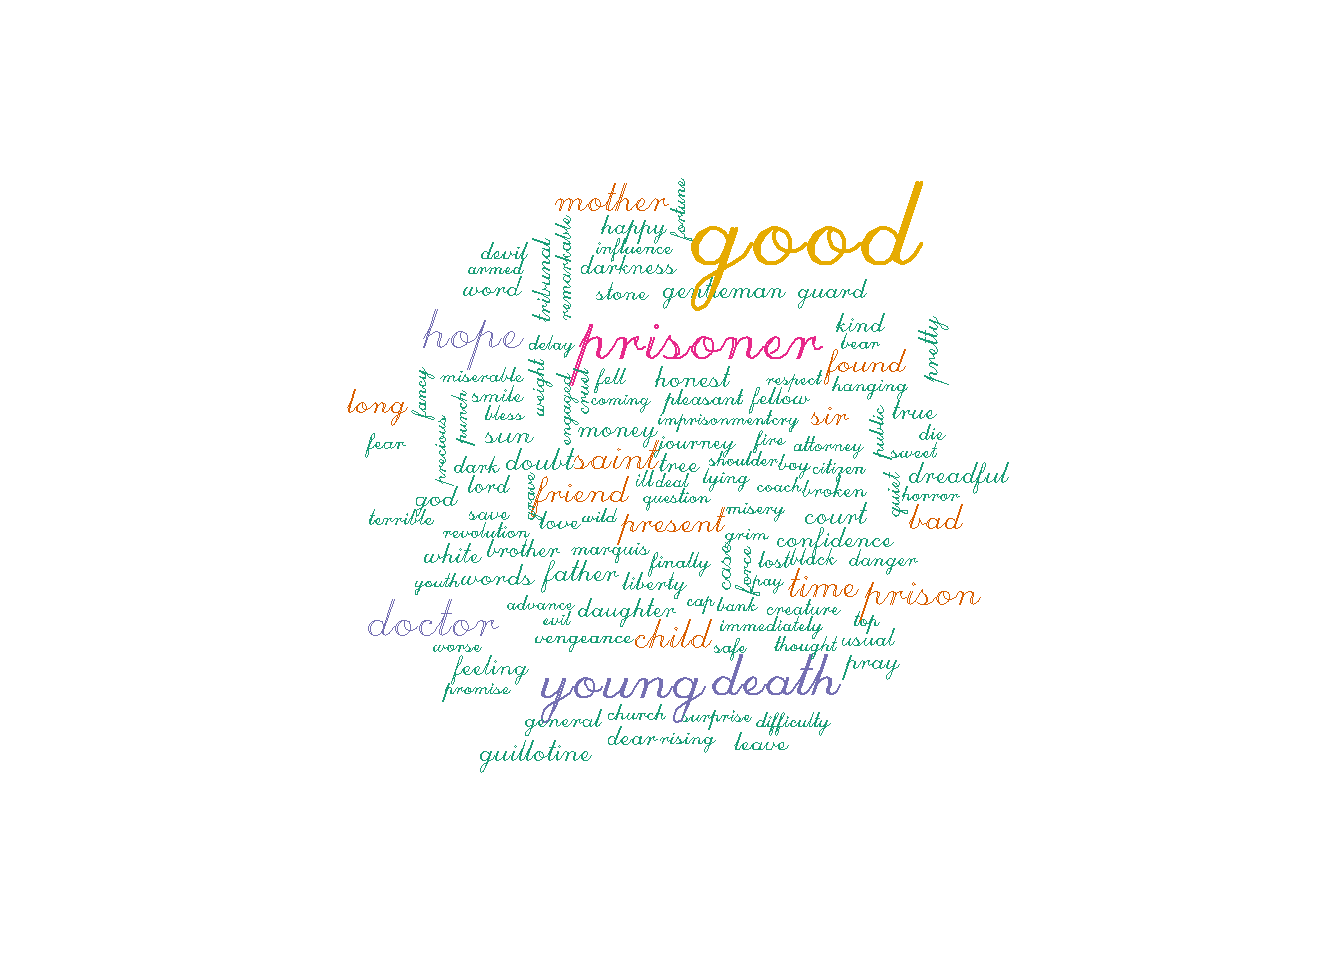 mother
fortune
good
happy
influence
darkness
devil
armed
word
tribunal
remarkable
stone
gentleman
guard
hope
delay
prisoner
kind
bear
found
pretty
miserable
smile
bless
fancy
punch
weight
engaged
cruel
fell
coming
honest
pleasant
fellow
respect
hanging
long
fear
precious
sun
money
imprisonment
cry
sir
public
true
die
sweet
dark
doubt
saint
journey
tree
fire
attorney
shoulder
boy
citizen
dreadful
god
lord
grave
friend
ill
deal
lying
coach
broken
quiet
horror
question
terrible
save
love
wild
present
misery
court
bad
revolution
grim
confidence
white
brother
marquis
finally
case
force
lost
black
danger
youth
words
father
liberty
pay
time
prison
doctor
advance
daughter
cap
bank
creature
evil
vengeance
child
immediately
top
worse
safe
thought
usual
feeling
promise
young
death
pray
general
church
surprise
difficulty
guillotine
dear
rising
leave